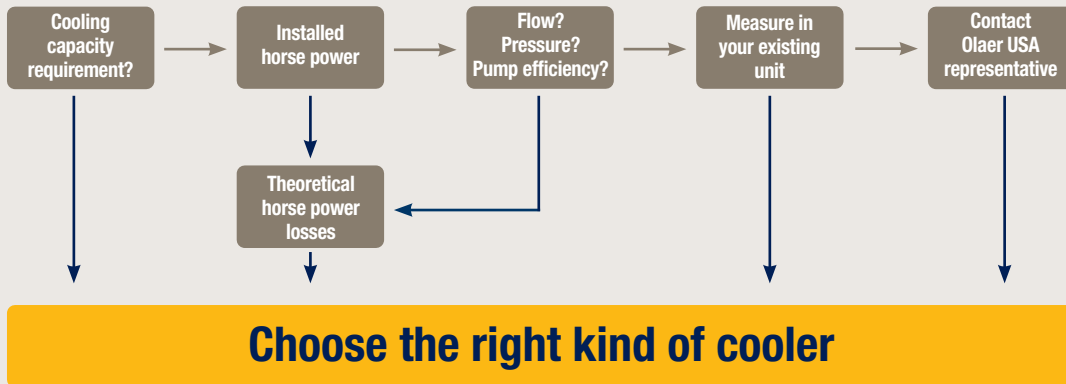 Cooling
capacity
requirement?
Installed
horse power
Flow?
Pressure?
Pump efficiency?
Measure in
your existing
unit
Contact
Olaer USA
representative
Theoretical
horse power
losses
Choose the right kind of cooler